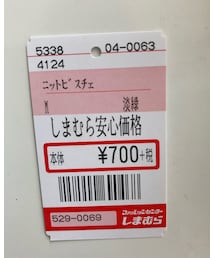 5338 04-0063
4124
ニットビスチェ
M 淡緑
しまむら安心価格
本体 ¥700+税
529-0069 ファッションセンター
しまむら